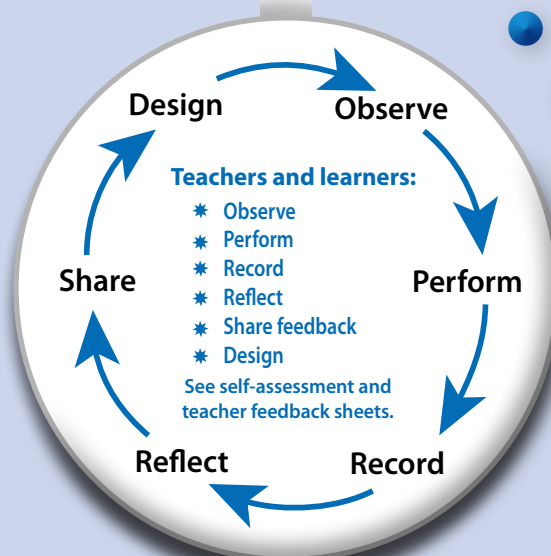 Design
Observe
Perform
Record
Reflect
Share
Teachers and learners:
Observe
Perform
Record
Reflect
Share feedback
Design
See self-assessment and
teacher feedback sheets.